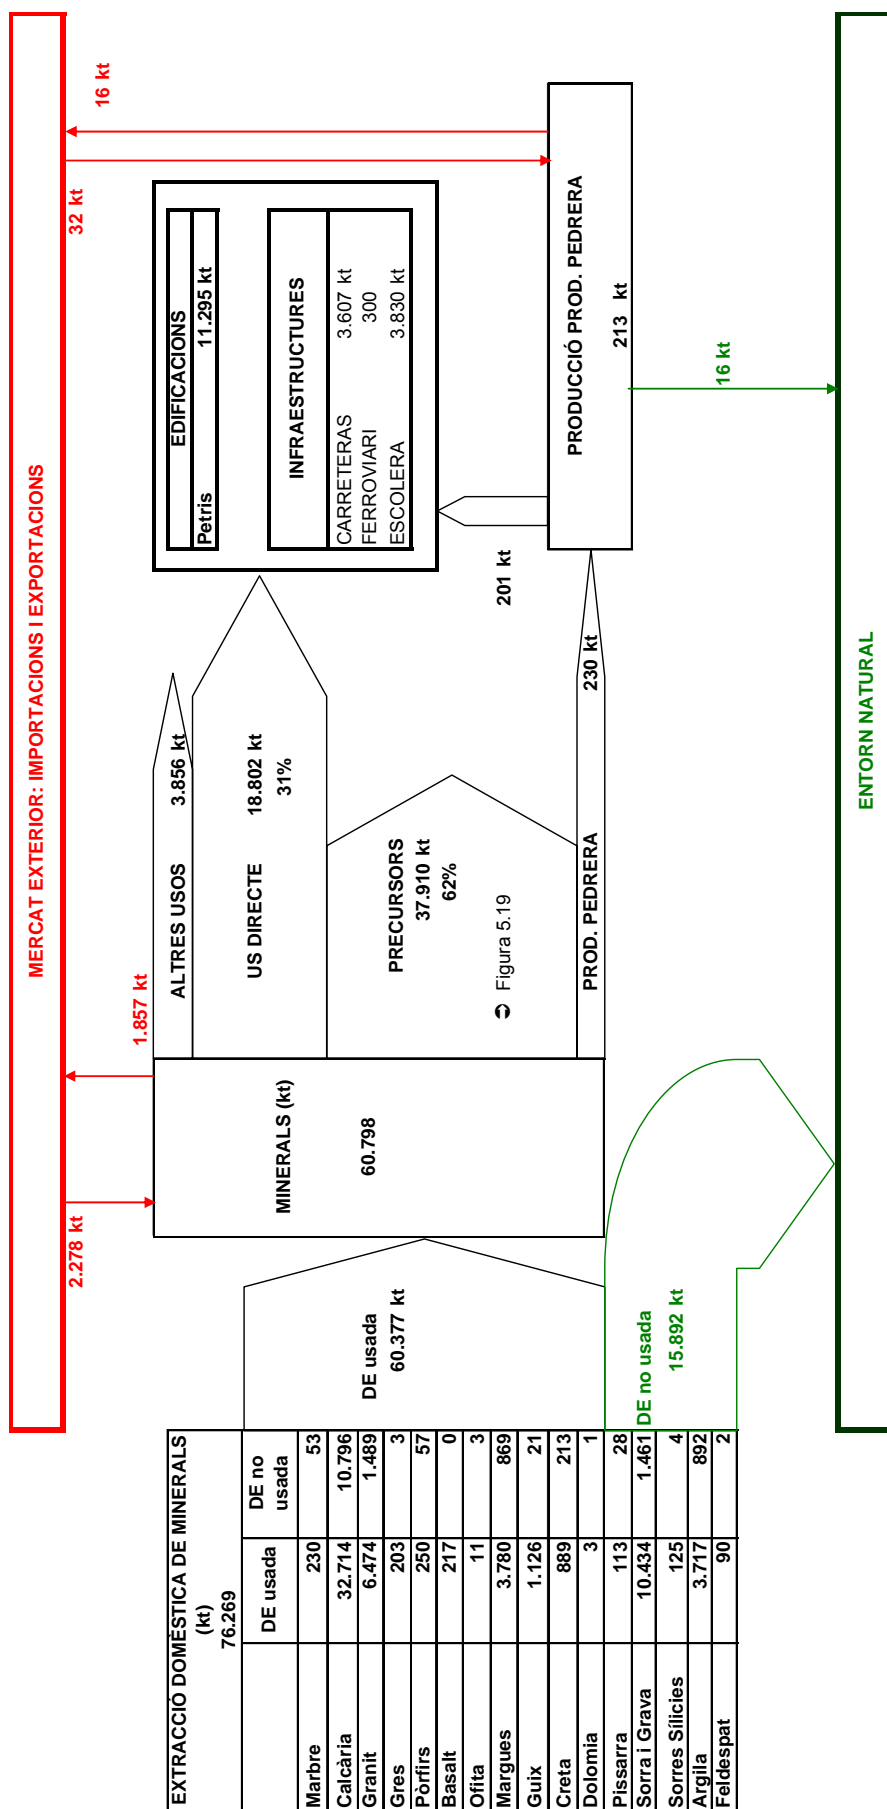 MERCAT EXTERIOR: IMPORTACIONS I EXPORTACIONS
2.278 kt
1.857 kt
32 kt
16 kt
EXTRACCIÓ DOMÈSTICA DE MINERALS
(kt)
76.269
DE usada DE no usada
Marbre 230 53
Calcària 32.714 10.796
Granit 6.474 1.489
Gres 203 3
Pòrfirs 250 57
Basalt 217 0
Ofita 11 3
Margues 3.780 869
Guix 1.126 21
Creta 889 213
Dolomia 3 1
Pissarra 113 28
Sorra i Grava 10.434 1.461
Sorres Sílicies 125 4
Argila 3.717 892
Feldespat 90 2
DE usada
60.377 kt
DE no usada
15.892 kt
MINERALS (kt)
60.798
ALTRES USOS 3.856 kt
US DIRECTE 18.802 kt
31%
PRECURSORS
37.910 kt
62%
➲ Figura 5.19
PROD. PEDRERA 230 kt
EDIFICACIONS
Petris 11.295 kt
INFRAESTRUCTURES
CARRETERAS 3.607 kt
FERROVIARI 300
ESCOLERA 3.830 kt
201 kt
PRODUCCIÓ PROD. PEDRERA
213 kt
16 kt
ENTORN NATURAL